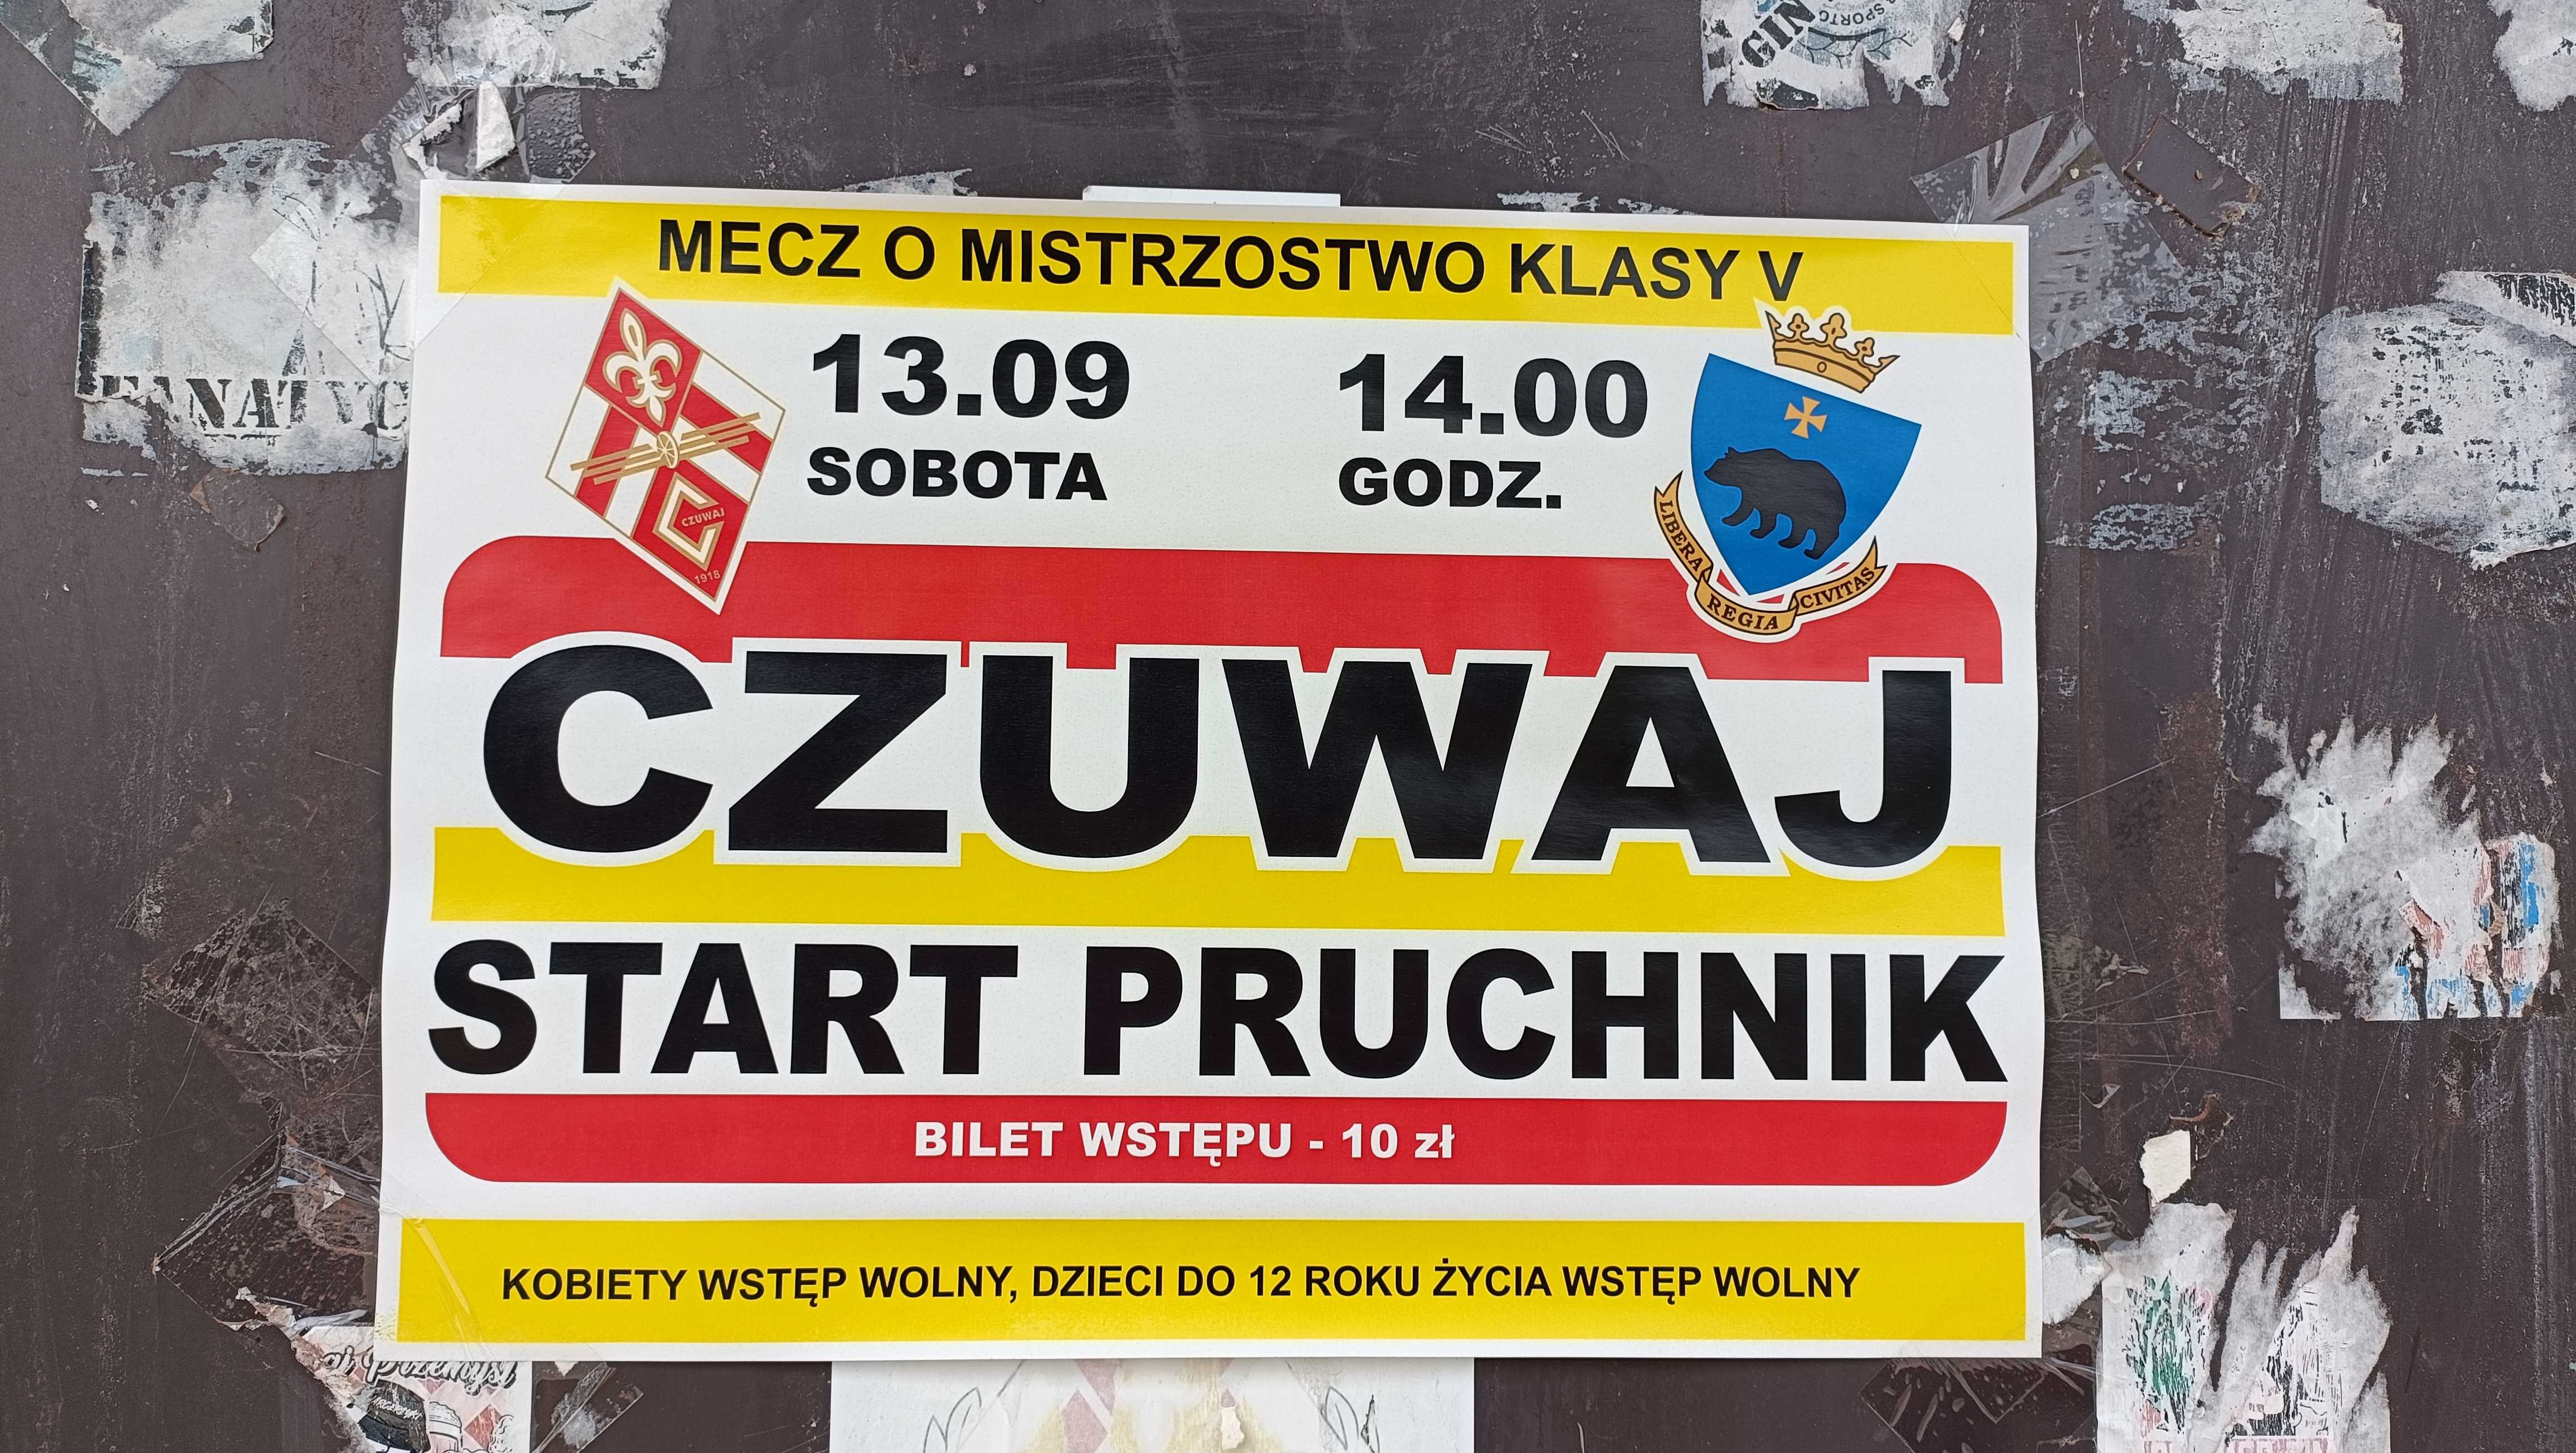 MECZ O MISTRZOSTWO KLASY V
13.09
SOBOTA
14.00
GODZ.
CZUWAJ
1918
LIBERA REGIA CIVITAS
CZUWAJ
START PRUCHNIK
BILET WSTĘPU - 10 zł
KOBIETY WSTĘP WOLNY, DZIECI DO 12 ROKU ŻYCIA WSTĘP WOLNY
FANATYC